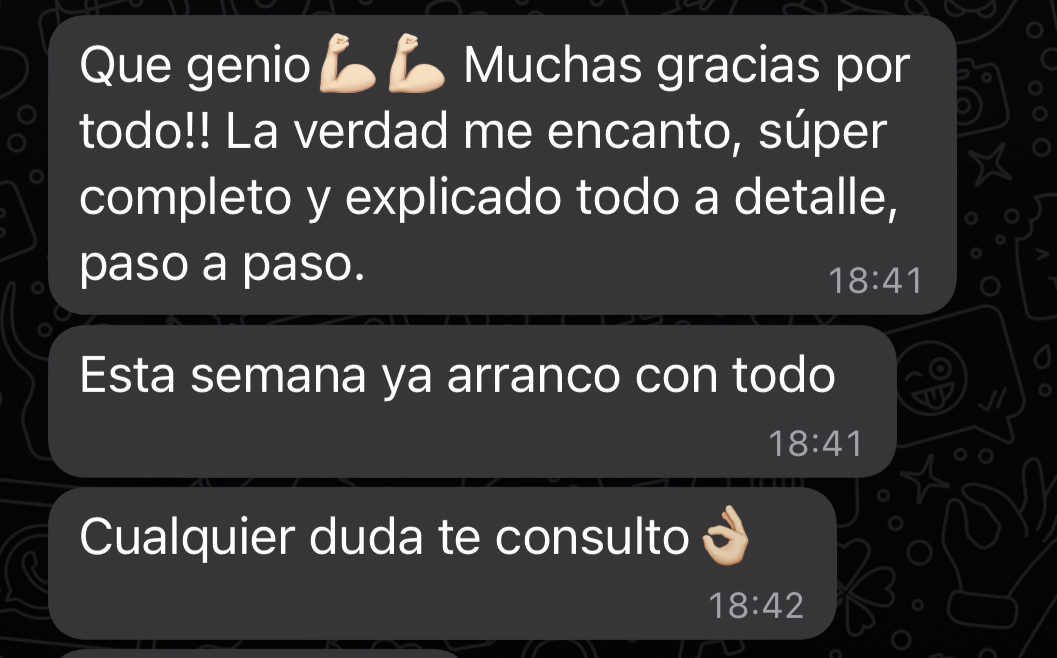 Que genio💪🏼💪🏼 Muchas gracias por
todo!! La verdad me encanto, súper
completo y explicado todo a detalle,
paso a paso.
18:41
Esta semana ya arranco con todo
18:41
Cualquier duda te consulto👌🏼
18:42